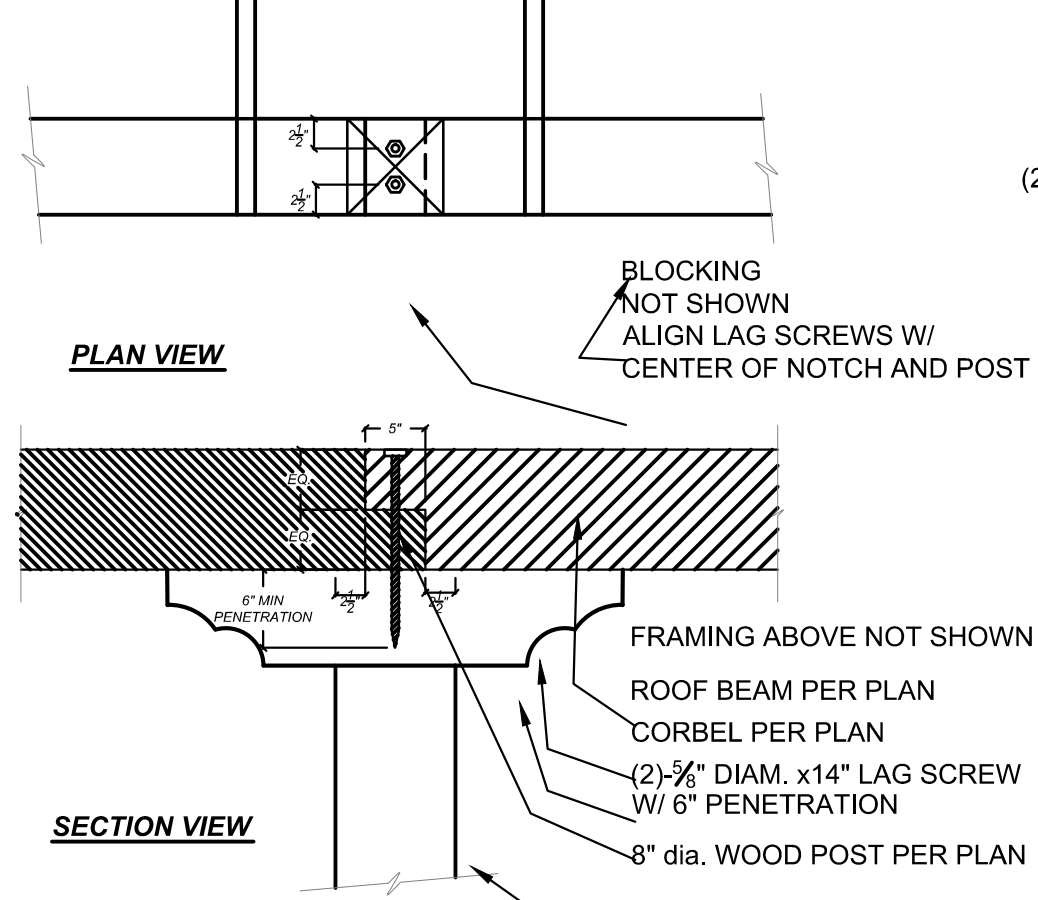 2½"
(2
2½"
BLOCKING
NOT SHOWN
ALIGN LAG SCREWS W/
CENTER OF NOTCH AND POST
PLAN VIEW
5"
EQ.
EQ.
6" MIN
PENETRATION
2½"
2½"
FRAMING ABOVE NOT SHOWN
ROOF BEAM PER PLAN
CORBEL PER PLAN
(2)-⅝" DIAM. x14" LAG SCREW
W/ 6" PENETRATION
SECTION VIEW
8" dia. WOOD POST PER PLAN